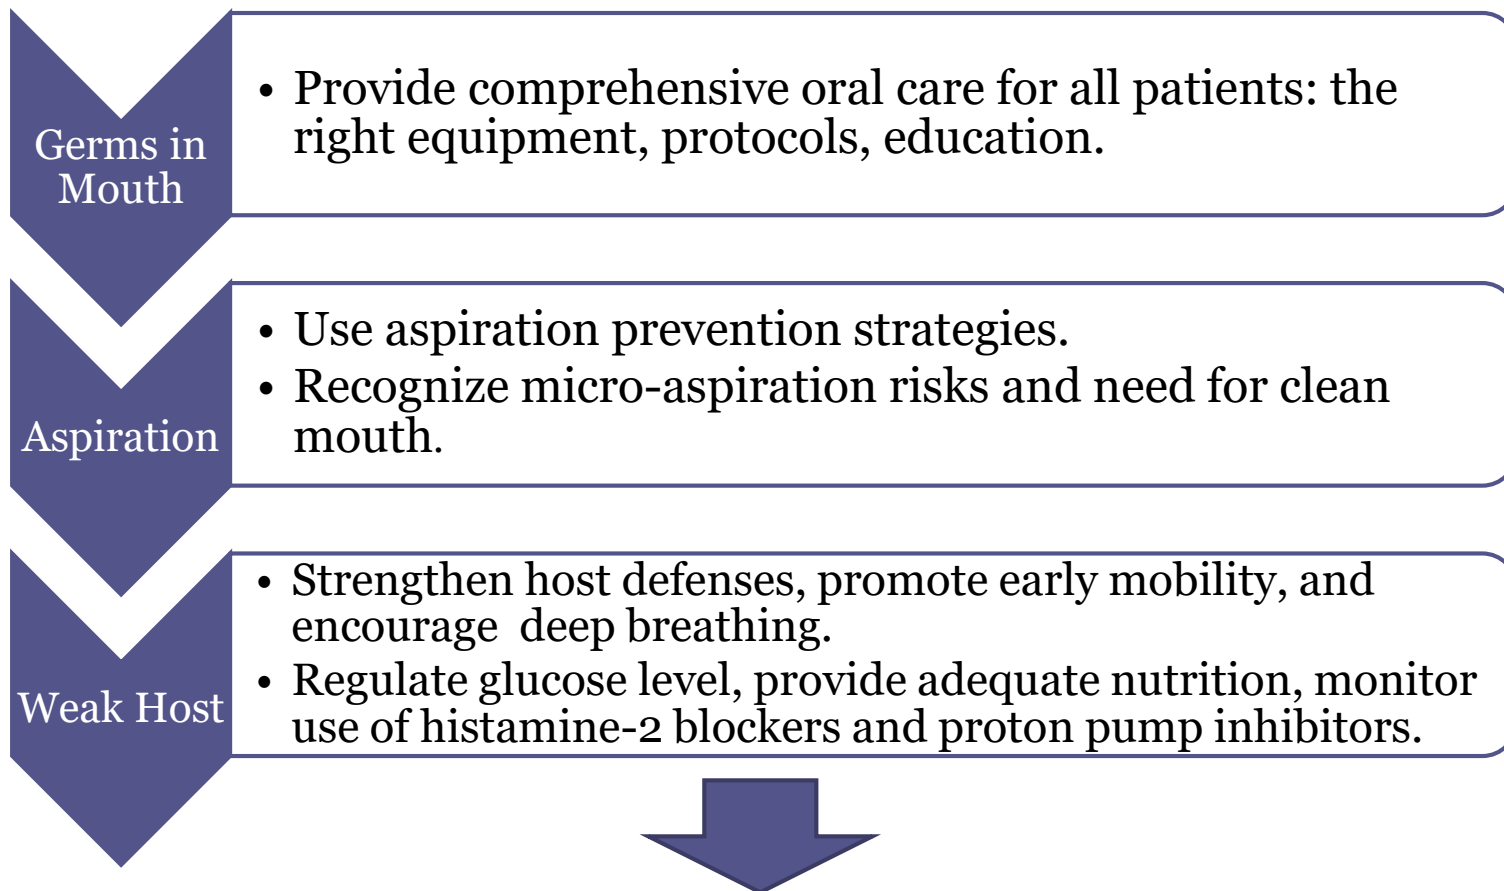 Germs in
Mouth
• Provide comprehensive oral care for all patients: the
right equipment, protocols, education.
Aspiration
• Use aspiration prevention strategies.
• Recognize micro-aspiration risks and need for clean
mouth.
Weak Host
• Strengthen host defenses, promote early mobility, and
encourage  deep breathing.
• Regulate glucose level, provide adequate nutrition, monitor
use of histamine-2 blockers and proton pump inhibitors.